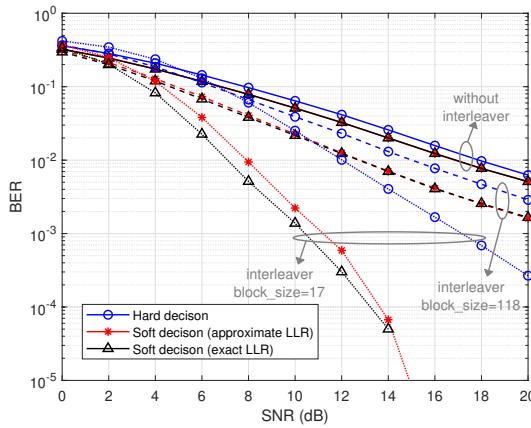 10^0
10^-1
10^-2
10^-3
10^-4
10^-5
BER
without
interleaver
interleaver
block_size=17
interleaver
block_size=118
Hard decison
Soft decison (approximate LLR)
Soft decison (exact LLR)
0 2 4 6 8 10 12 14 16 18 20
SNR (dB)